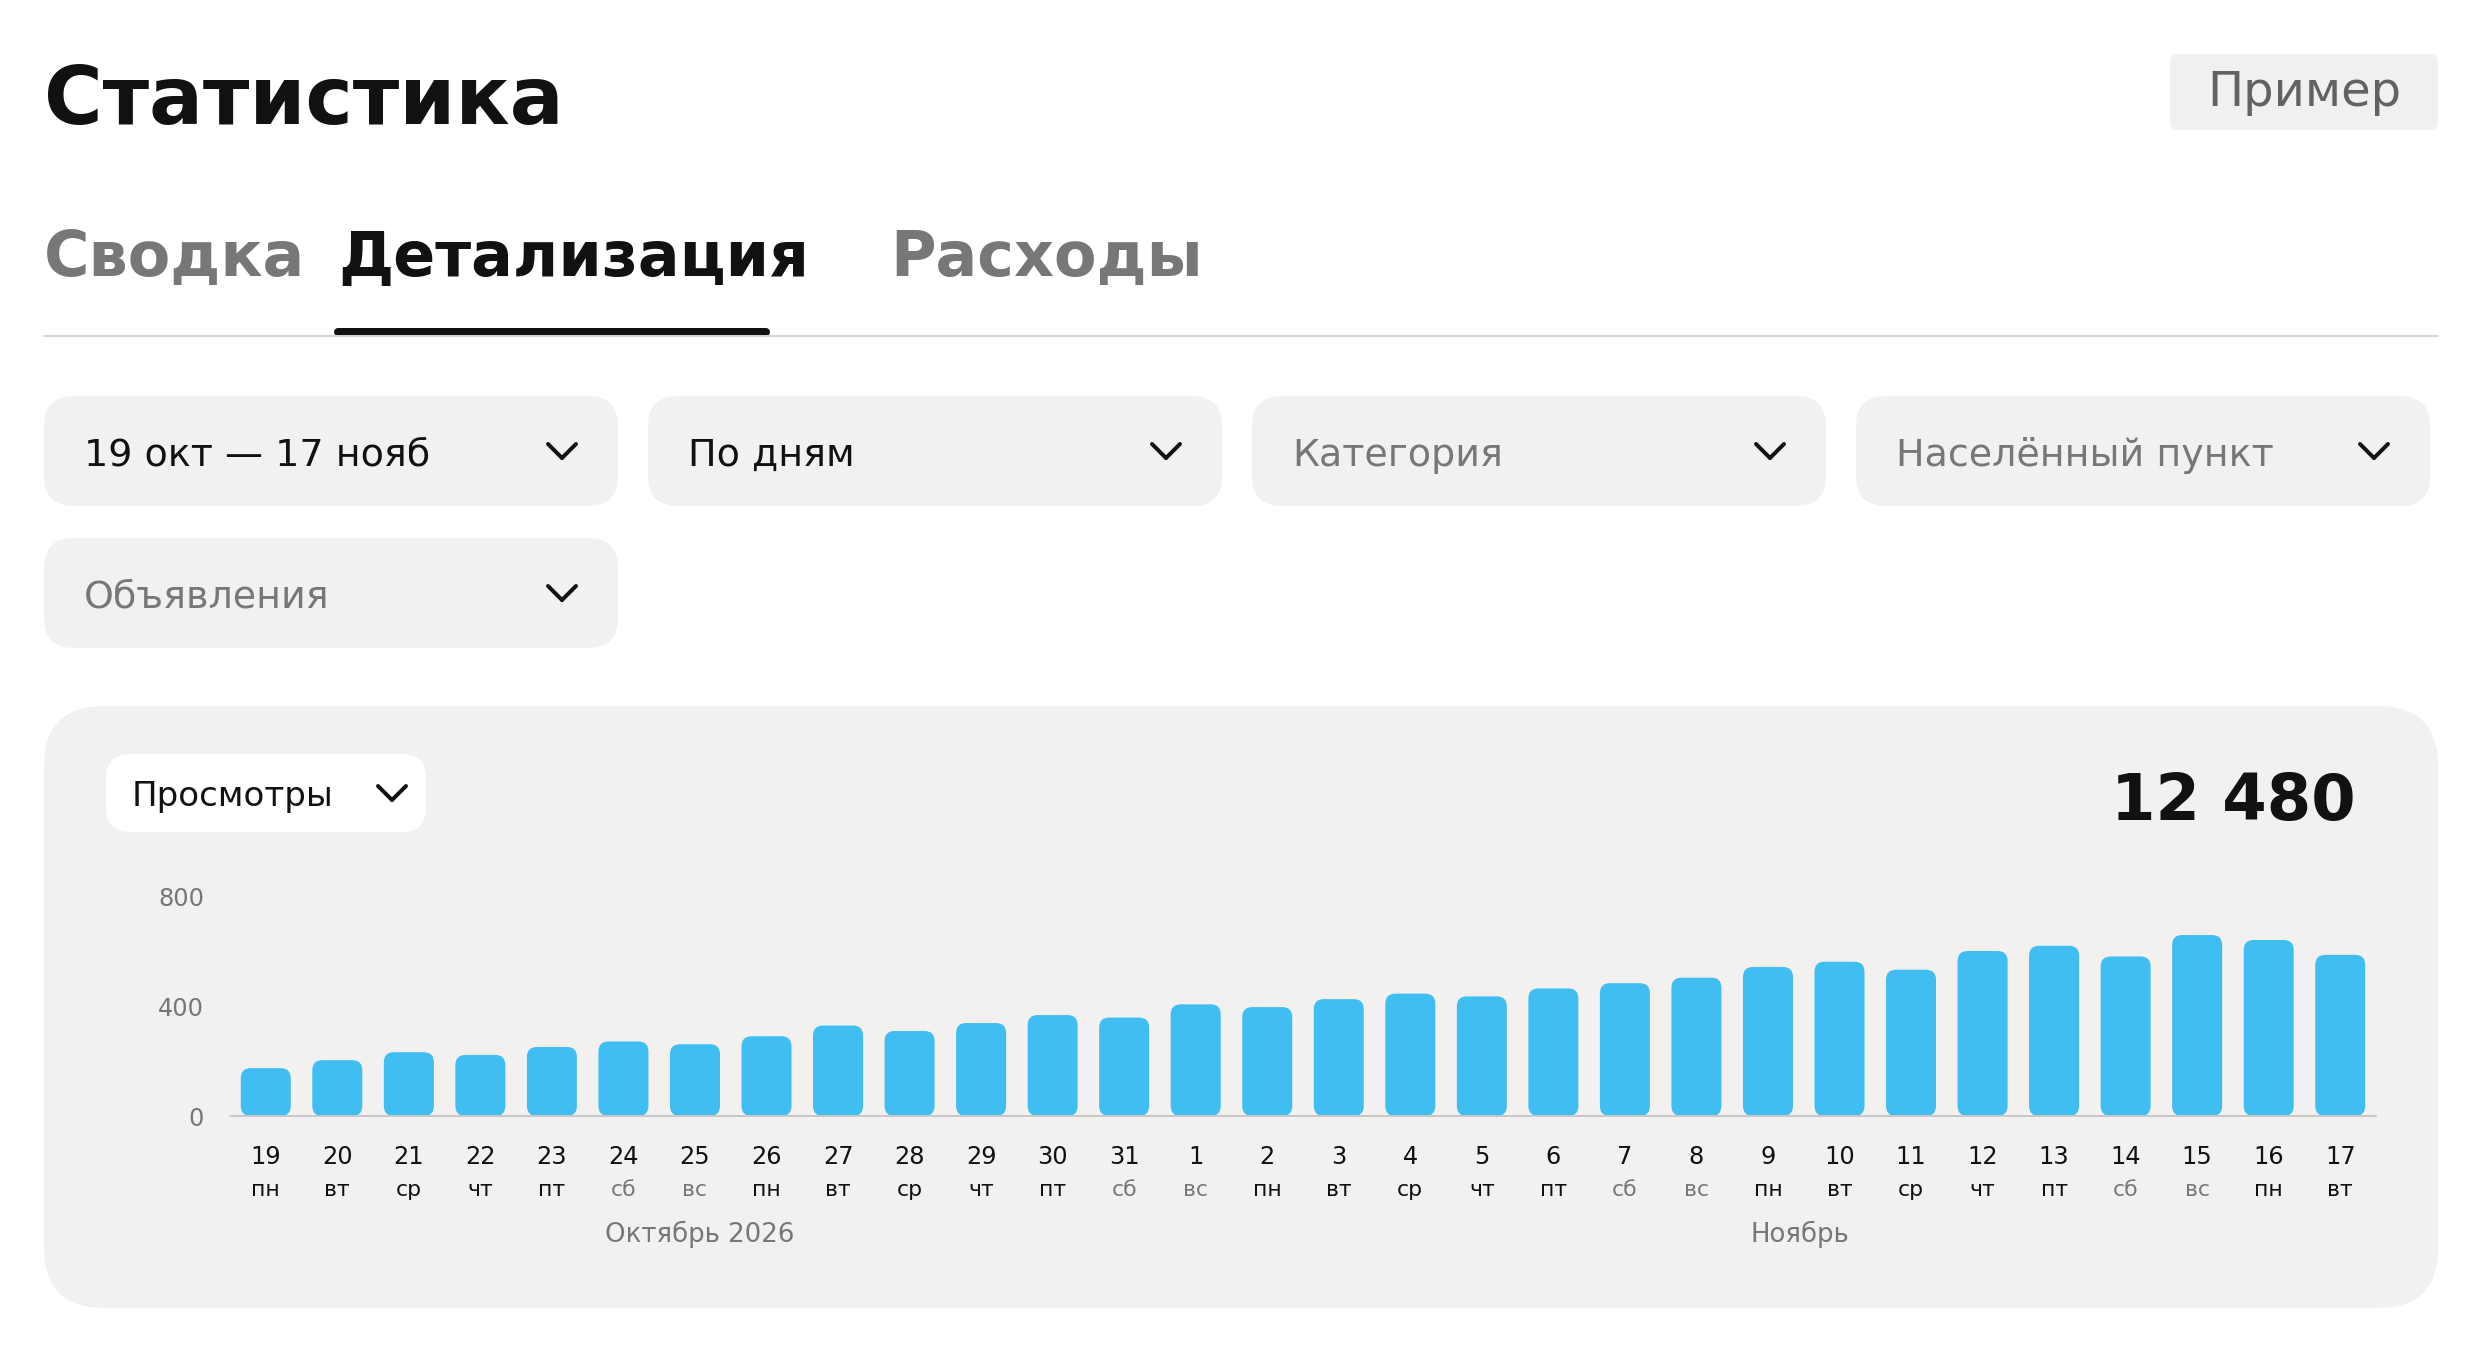 Статистика
Пример
Сводка Детализация Расходы
19 окт — 17 нояб
По дням
Категория
Населённый пункт
Объявления
Просмотры
12 480
800
400
0
19 20 21 22 23 24 25 26 27 28 29 30 31 1 2 3 4 5 6 7 8 9 10 11 12 13 14 15 16 17
пн вт ср чт пт сб вс пн вт ср чт пт сб вс пн вт ср чт пт сб вс пн вт ср чт пт сб вс пн вт
Октябрь 2026
Ноябрь